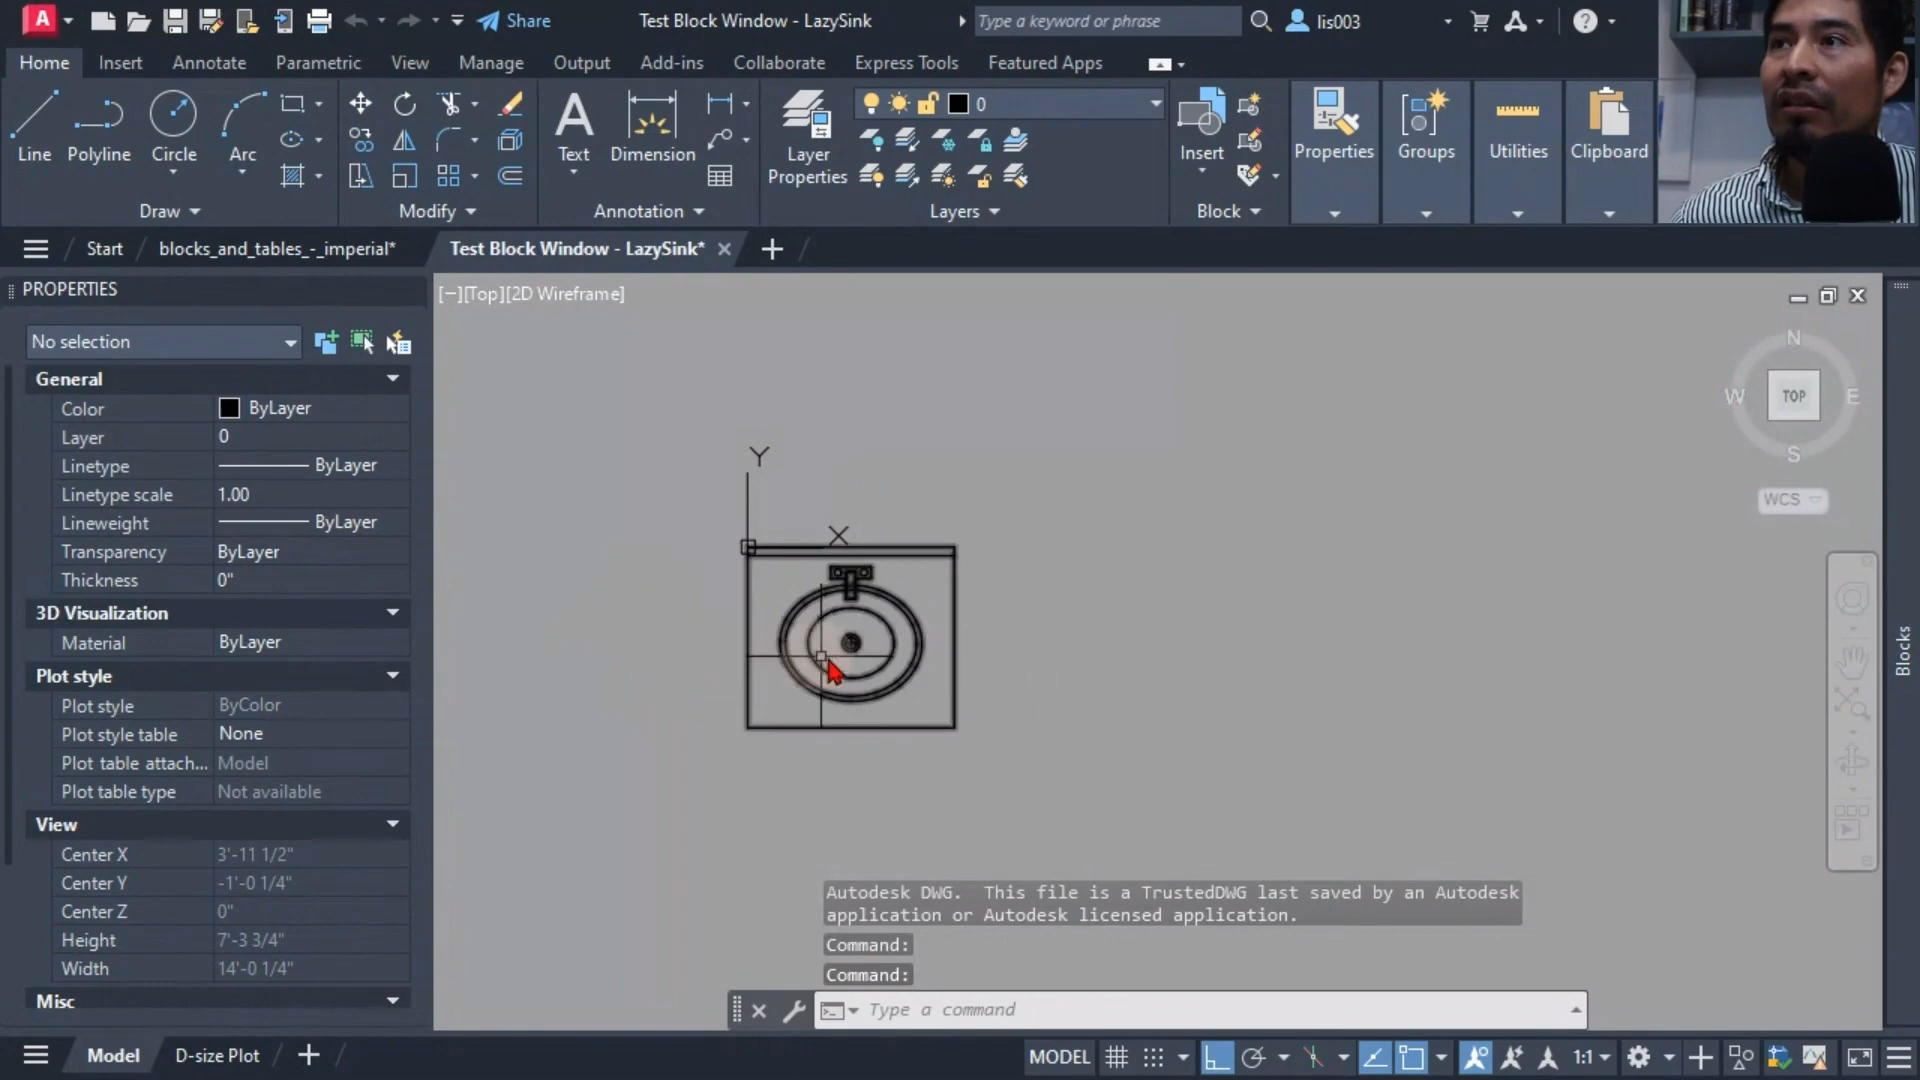 A Share Test Block Window - LazySink Type a keyword or phrase lis003
Home Insert Annotate Parametric View Manage Output Add-ins Collaborate Express Tools Featured Apps
0
Line Polyline Circle Arc Text Dimension Layer Properties Insert Properties Groups Utilities Clipboard
Draw Modify Annotation Layers Block
Start blocks_and_tables_-_imperial* Test Block Window - LazySink*
PROPERTIES
[−][Top][2D Wireframe]
No selection
General
Color ByLayer
Layer 0
Linetype ByLayer
Linetype scale 1.00
Lineweight ByLayer
Transparency ByLayer
Thickness 0"
3D Visualization
Material ByLayer
Plot style
Plot style ByColor
Plot style table None
Plot table attach... Model
Plot table type Not available
View
Center X 3'-11 1/2"
Center Y -1'-0 1/4"
Center Z 0"
Height 7'-3 3/4"
Width 14'-0 1/4"
Misc
Y
X
N
W TOP E
S
WCS
Blocks
Autodesk DWG. This file is a TrustedDWG last saved by an Autodesk
application or Autodesk licensed application.
Command:
Command:
Type a command
Model D-size Plot MODEL 1:1